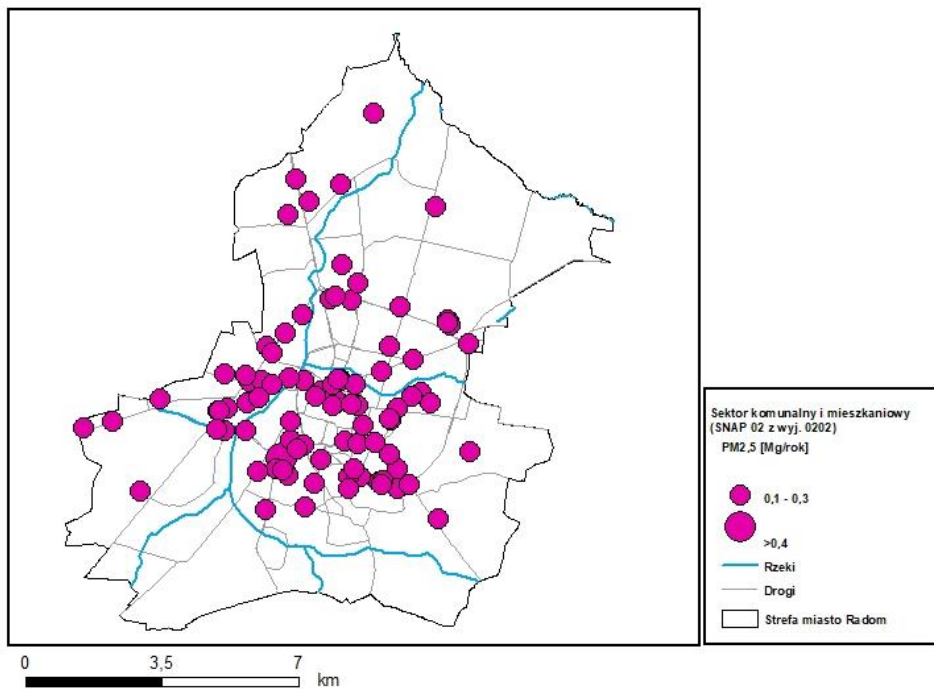 Sektor komunalny i mieszkaniowy
(SNAP 02 z wyj. 0202)
PM2,5 [Mg/rok]
0,1 - 0,3
>0,4
Rzeki
Drogi
Strefa miasto Radom
0 3,5 7
km